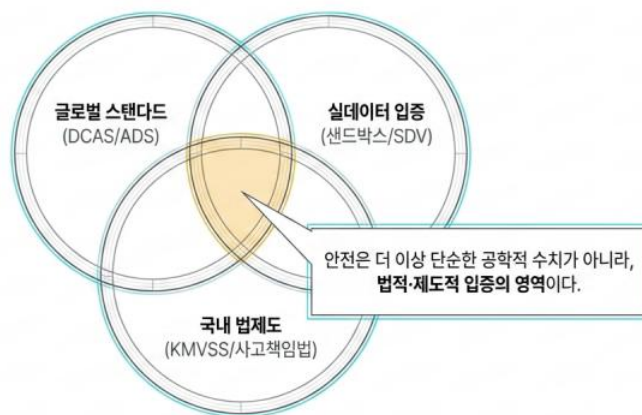 글로벌 스탠다드
(DCAS/ADS)
실데이터 입증
(샌드박스/SDV)
안전은 더 이상 단순한 공학적 수치가 아니라,
법적·제도적 입증의 영역이다.
국내 법제도
(KMVSS/사고책임법)